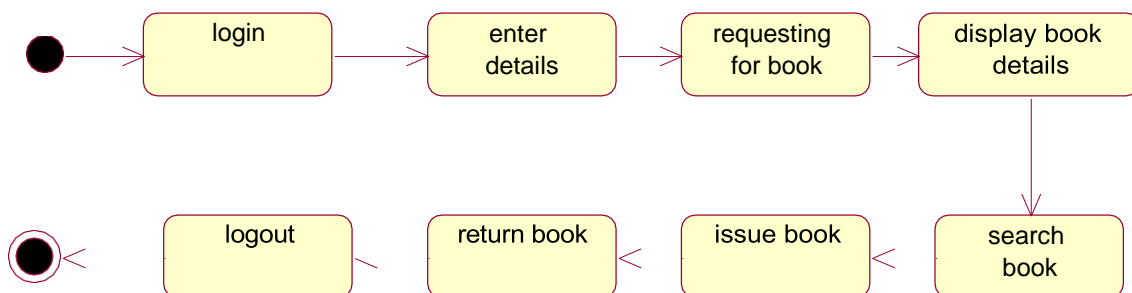 login
enter
details
requesting
for book
display book
details
logout
return book
issue book
search
book